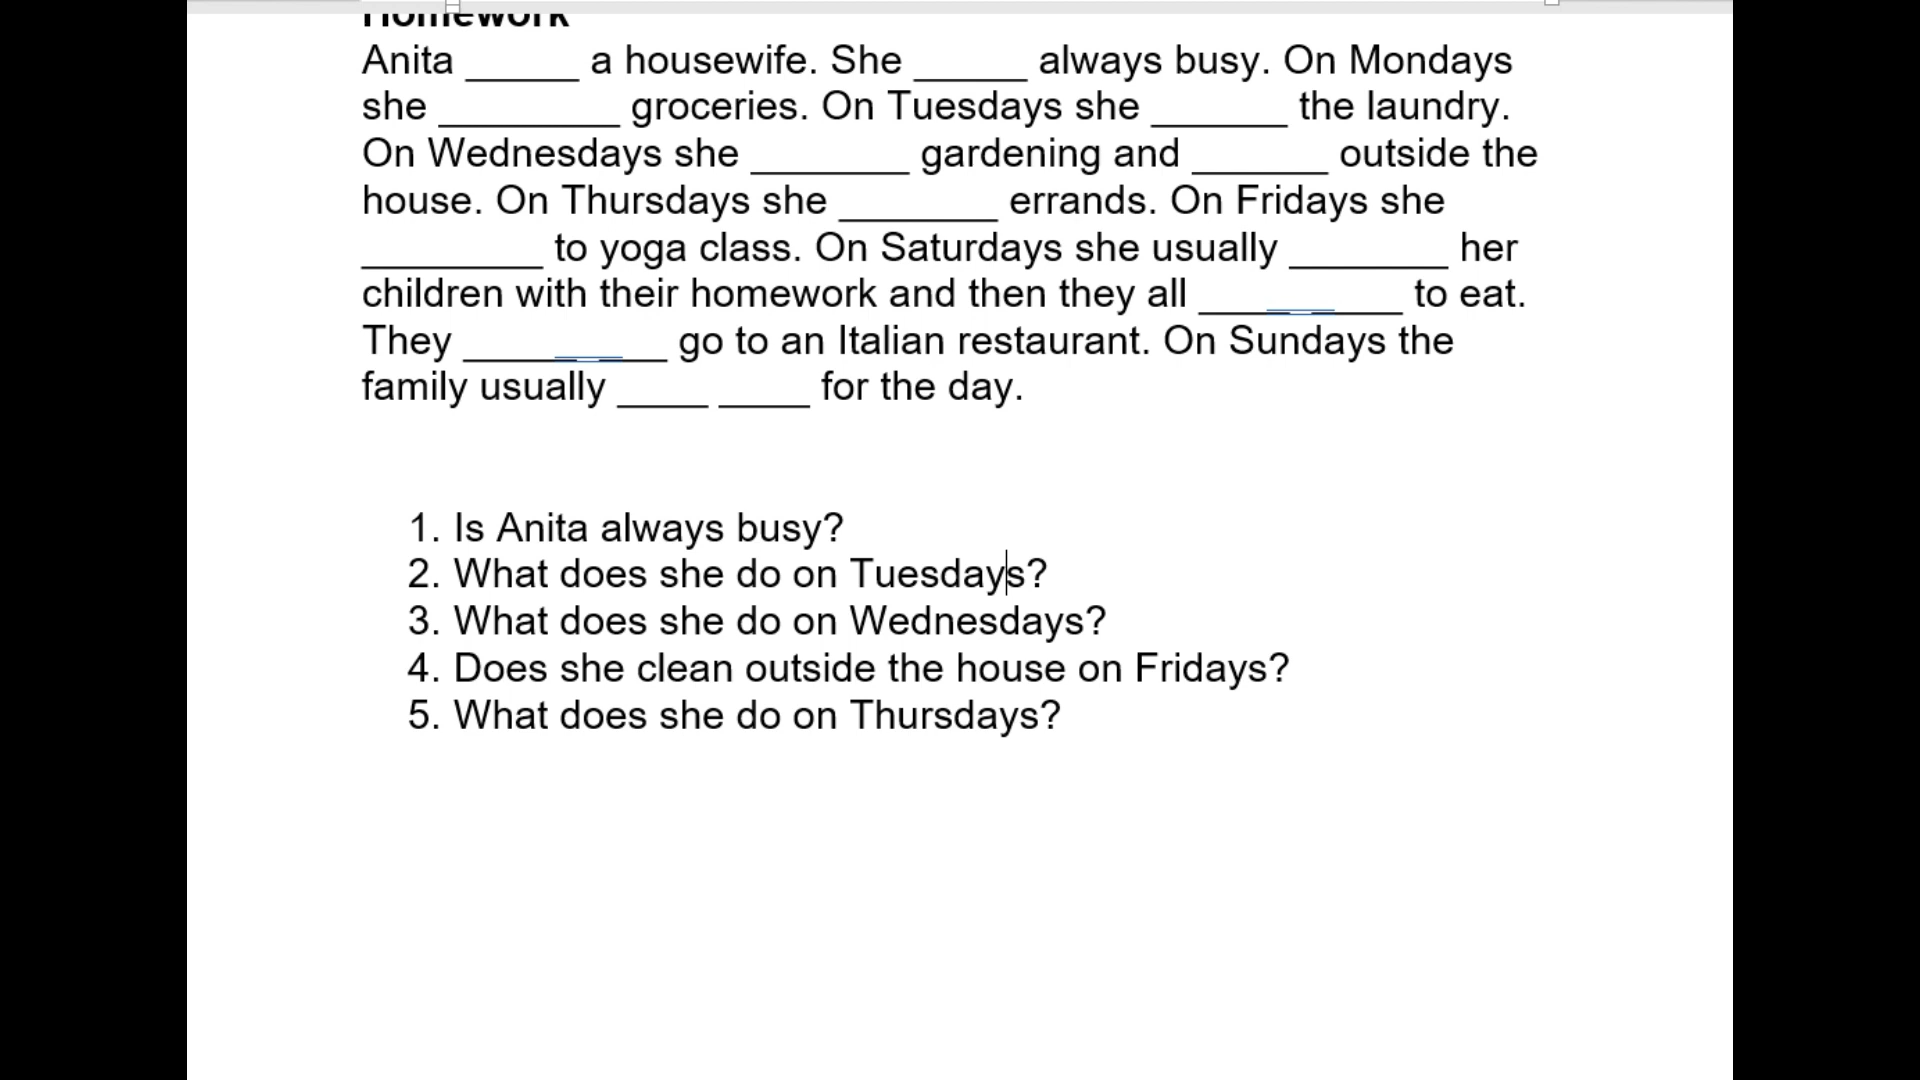 Homework
Anita _____ a housewife. She _____ always busy. On Mondays
she ________ groceries. On Tuesdays she ______ the laundry.
On Wednesdays she _______ gardening and ______ outside the
house. On Thursdays she _______ errands. On Fridays she
________ to yoga class. On Saturdays she usually _______ her
children with their homework and then they all _________ to eat.
They _________ go to an Italian restaurant. On Sundays the
family usually ____ ____ for the day.
1. Is Anita always busy?
2. What does she do on Tuesdays?
3. What does she do on Wednesdays?
4. Does she clean outside the house on Fridays?
5. What does she do on Thursdays?